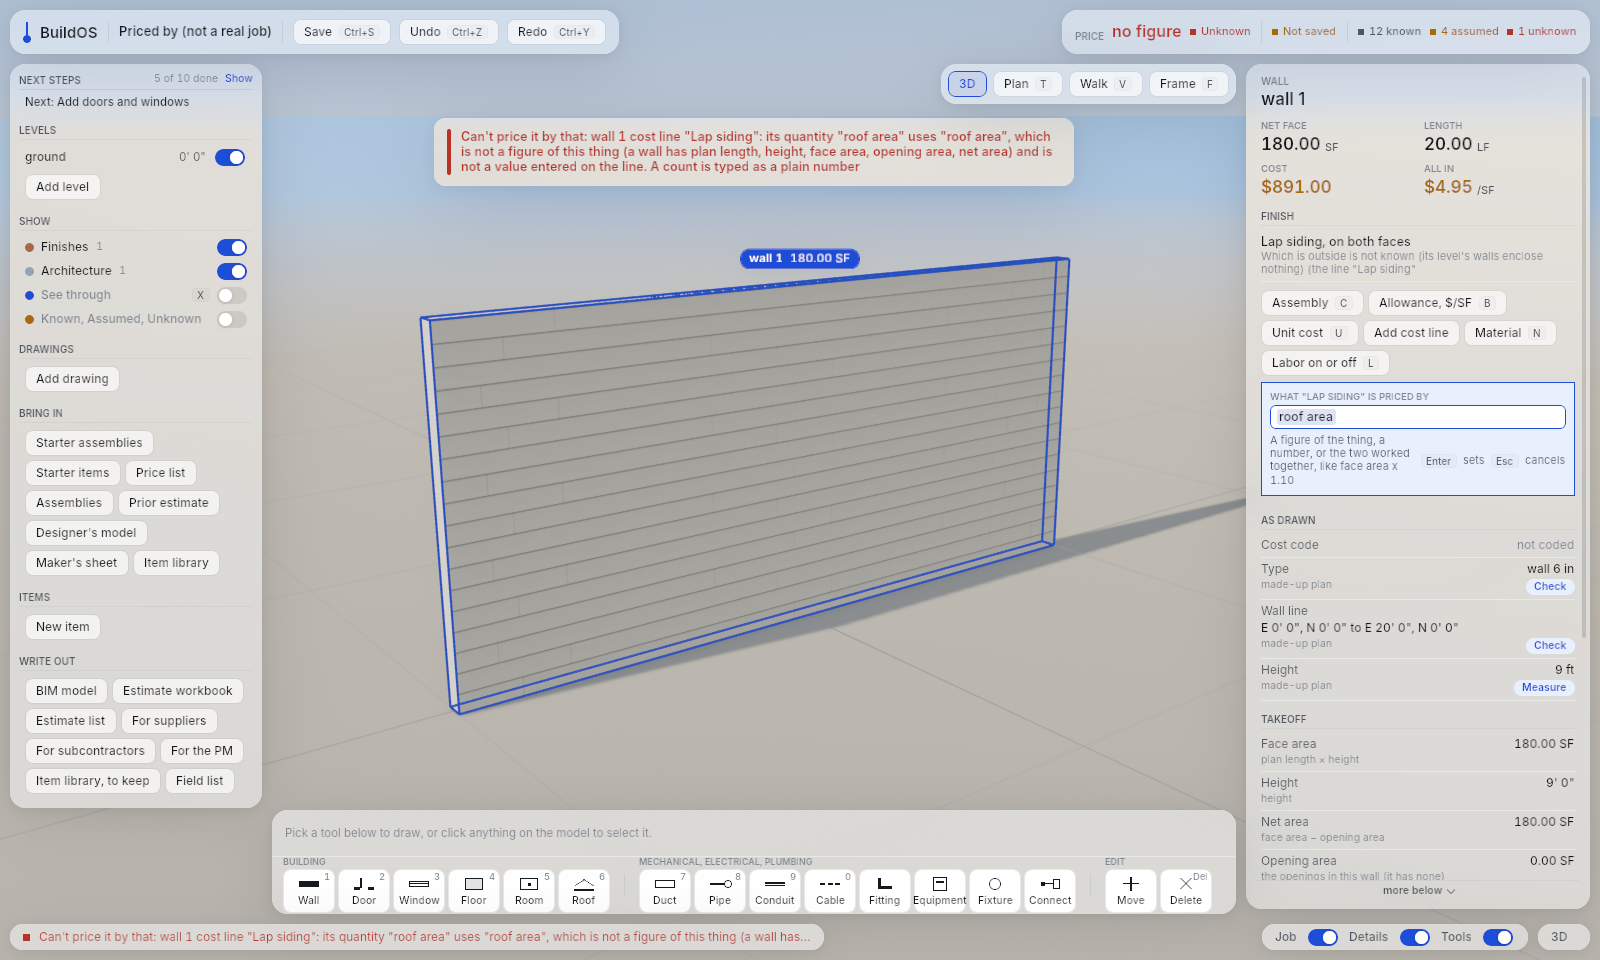 BuildOS
Priced by (not a real job)
Save Ctrl+S
Undo Ctrl+Z
Redo Ctrl+Y
PRICE no figure
Unknown
Not saved
12 known
4 assumed
1 unknown
NEXT STEPS 5 of 10 done Show
Next: Add doors and windows
LEVELS
ground 0' 0"
Add level
SHOW
Finishes 1
Architecture 1
See through X
Known, Assumed, Unknown
DRAWINGS
Add drawing
BRING IN
Starter assemblies
Starter items Price list
Assemblies Prior estimate
Designer's model
Maker's sheet Item library
ITEMS
New item
WRITE OUT
BIM model Estimate workbook
Estimate list For suppliers
For subcontractors For the PM
Item library, to keep Field list
3D Plan T Walk V Frame F
Can't price it by that: wall 1 cost line "Lap siding": its quantity "roof area" uses "roof area", which
is not a figure of this thing (a wall has plan length, height, face area, opening area, net area) and is
not a value entered on the line. A count is typed as a plain number
wall 1 180.00 SF
WALL
wall 1
NET FACE LENGTH
180.00 SF 20.00 LF
COST ALL IN
$891.00 $4.95 /SF
FINISH
Lap siding, on both faces
Which is outside is not known (its level's walls enclose
nothing) (the line "Lap siding"
Assembly C Allowance, $/SF B
Unit cost U Add cost line Material N
Labor on or off L
WHAT "LAP SIDING" IS PRICED BY
roof area
A figure of the thing, a
number, or the two worked
together, like face area x
1.10
Enter sets Esc cancels
AS DRAWN
Cost code not coded
Type wall 6 in
made-up plan Check
Wall line
E 0' 0", N 0' 0" to E 20' 0", N 0' 0"
made-up plan Check
Height 9 ft
made-up plan Measure
TAKEOFF
Face area 180.00 SF
plan length × height
Height 9' 0"
height
Net area 180.00 SF
face area − opening area
Opening area 0.00 SF
the openings in this wall (it has none)
more below
Pick a tool below to draw, or click anything on the model to select it.
BUILDING MECHANICAL, ELECTRICAL, PLUMBING EDIT
1 2 3 4 5 6 7 8 9 0 Del
Wall Door Window Floor Room Roof Duct Pipe Conduit Cable Fitting Equipment Fixture Connect Move Delete
Can't price it by that: wall 1 cost line "Lap siding": its quantity "roof area" uses "roof area", which is not a figure of this thing (a wall has...
Job Details Tools 3D